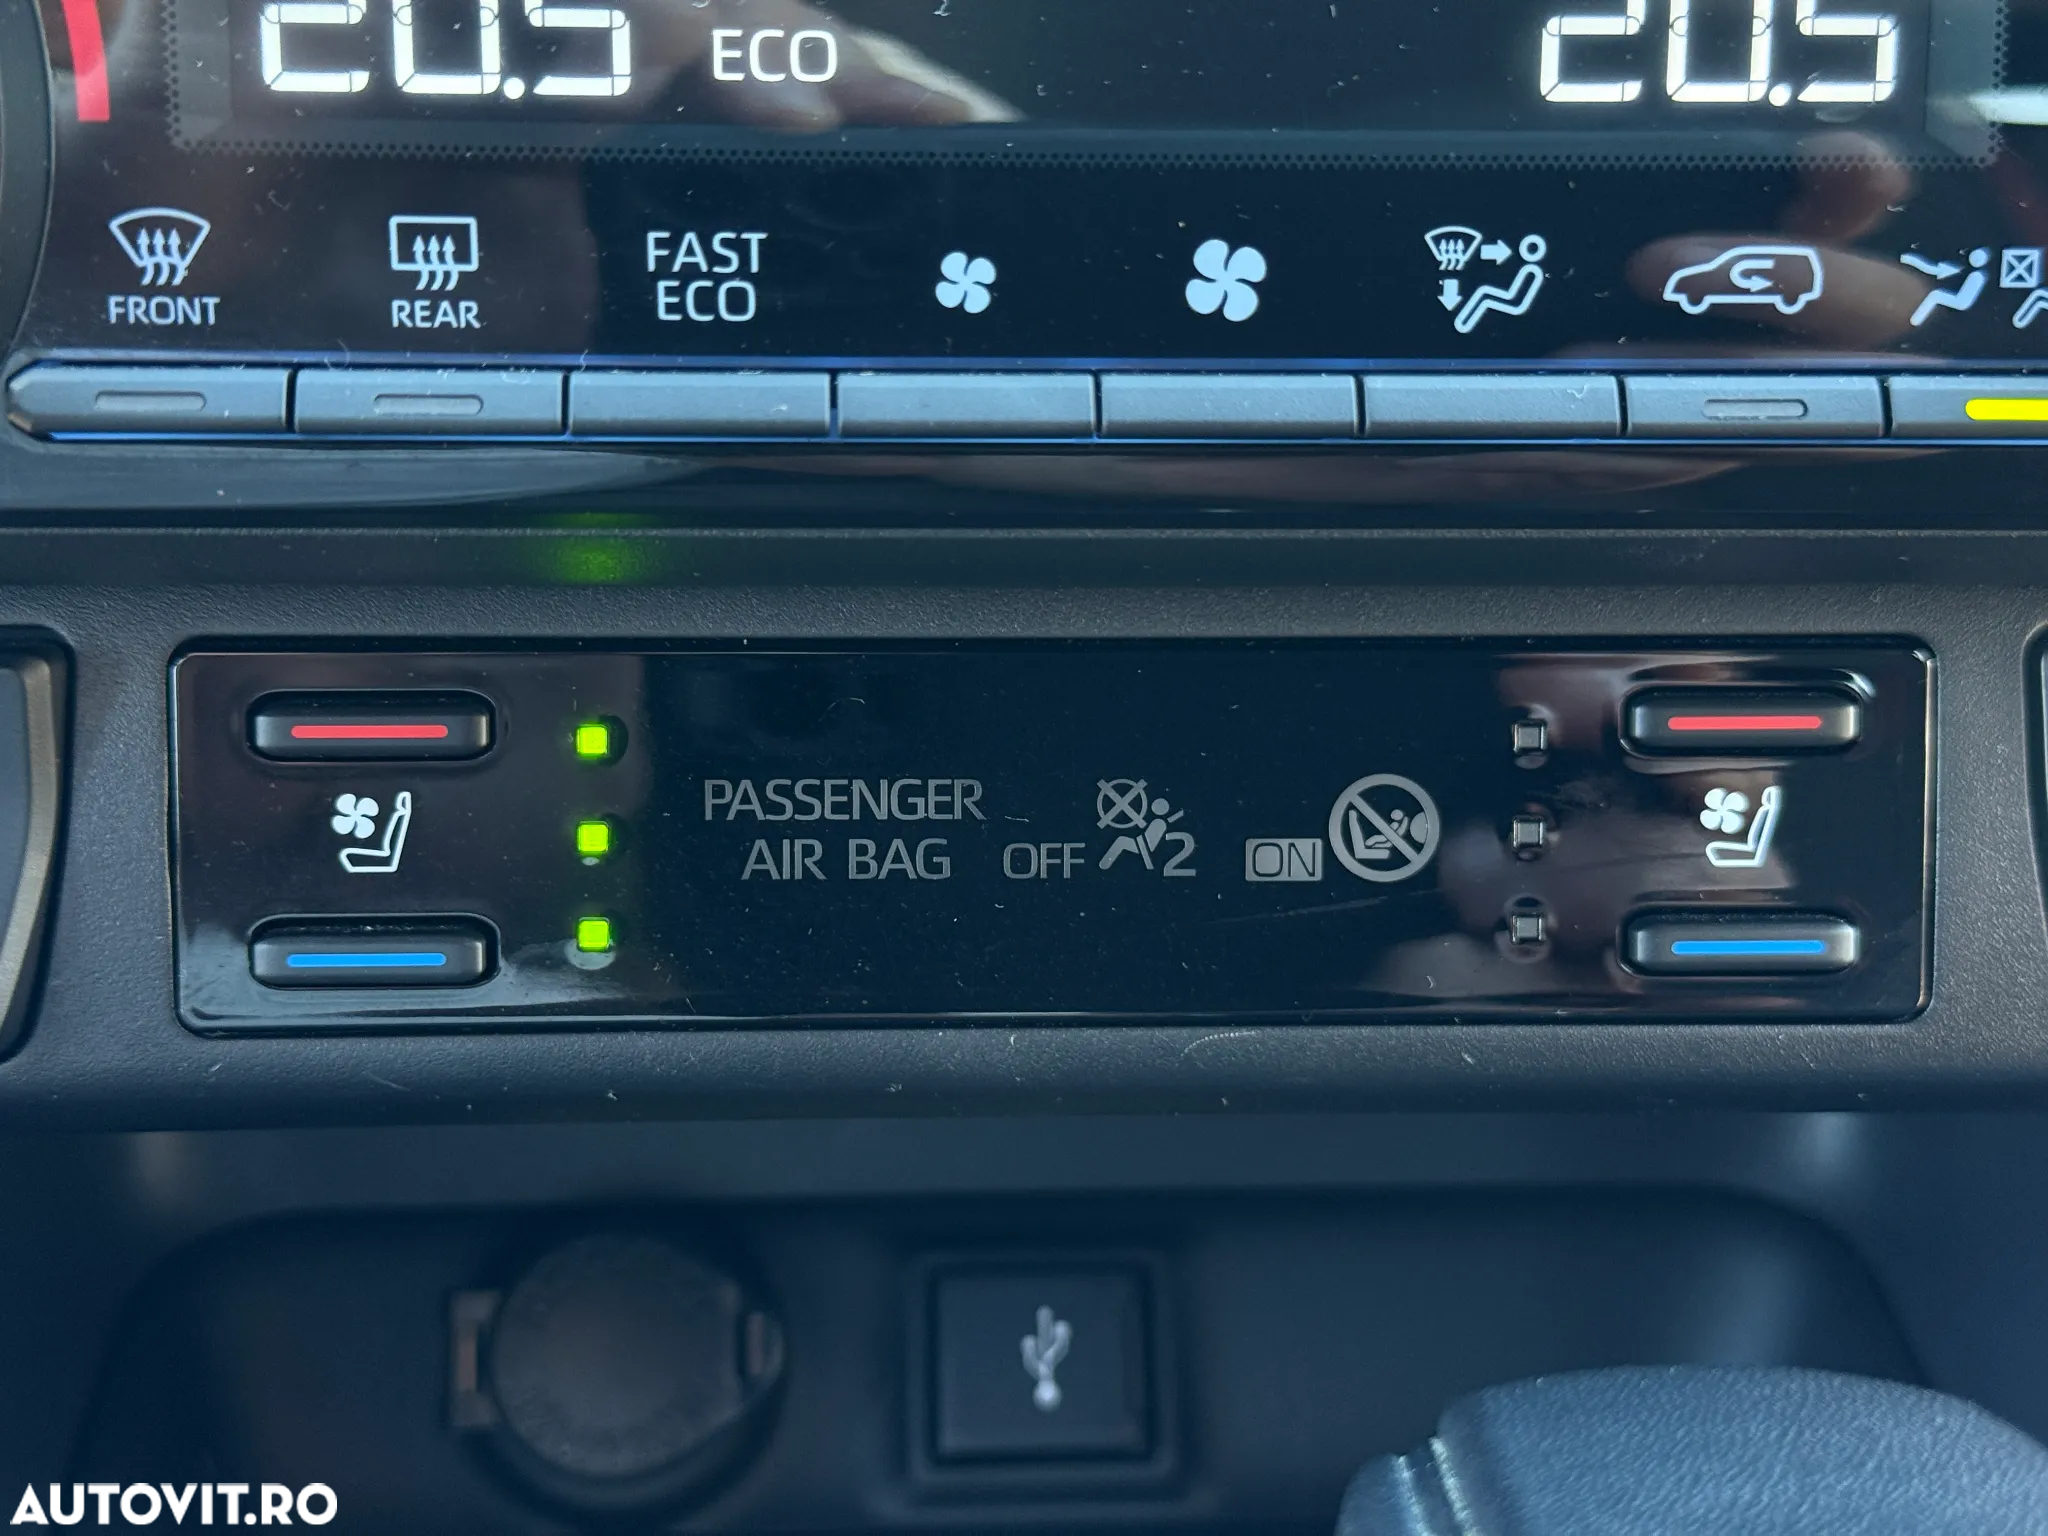 20.5 ECO 20.5
FRONT REAR FAST ECO
PASSENGER
AIR BAG OFF 2 ON
AUTOVIT.RO